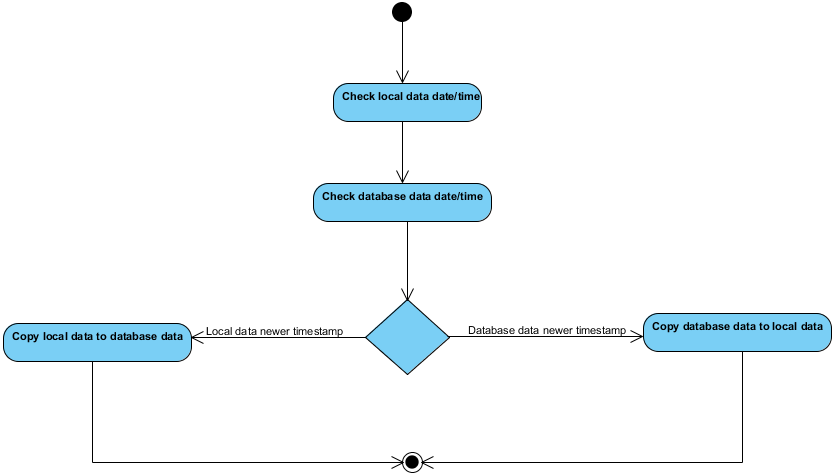 Check local data date/time
Check database data date/time
Local data newer timestamp
Database data newer timestamp
Copy local data to database data
Copy database data to local data